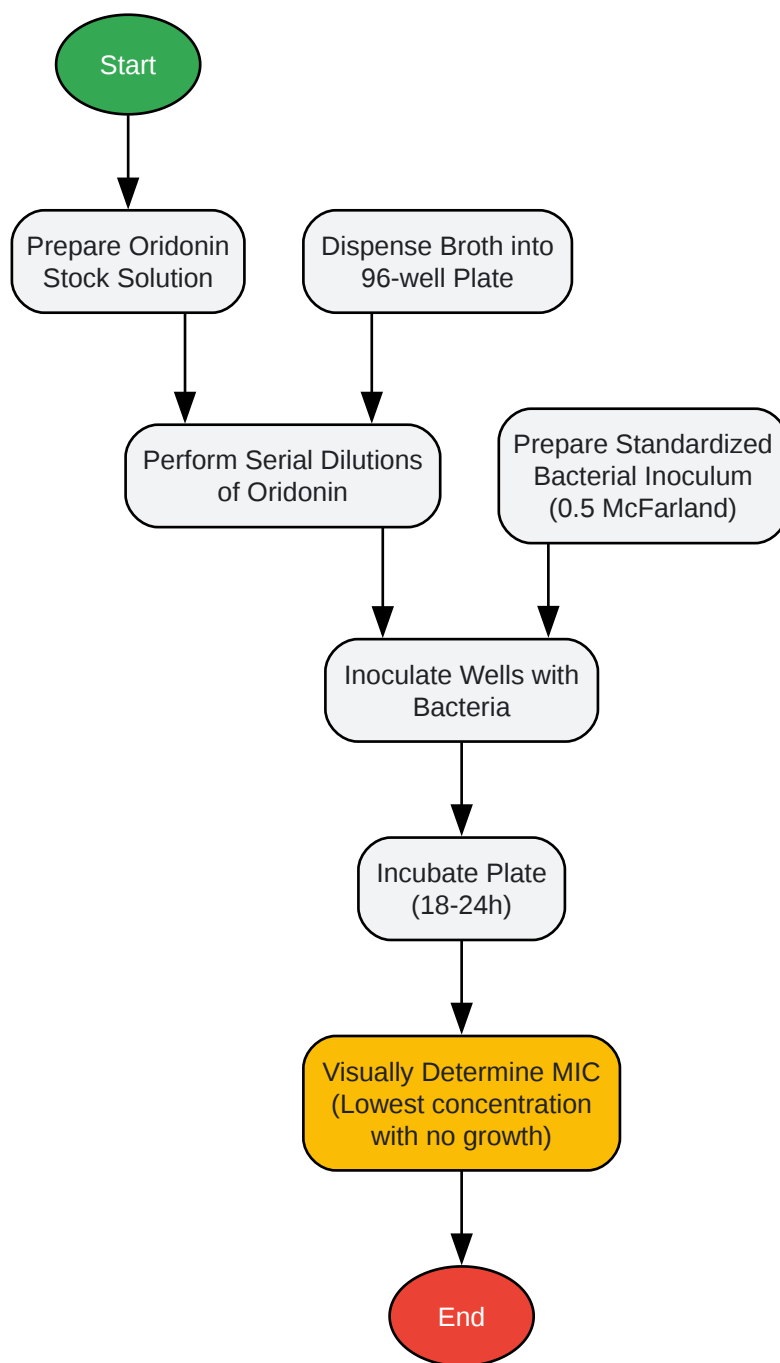 Start
Prepare Oridonin
Stock Solution
Dispense Broth into
96-well Plate
Perform Serial Dilutions
of Oridonin
Prepare Standardized
Bacterial Inoculum
(0.5 McFarland)
Inoculate Wells with
Bacteria
Incubate Plate
(18-24h)
Visually Determine MIC
(Lowest concentration
with no growth)
End